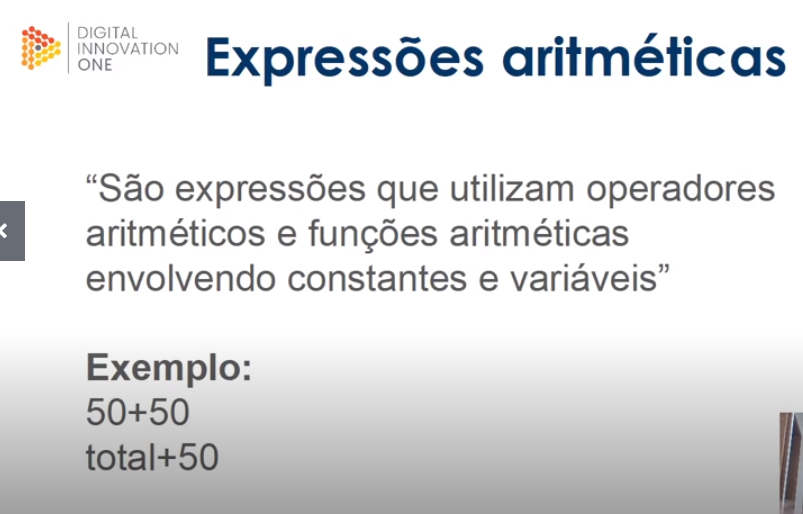 DIGITAL
INNOVATION
ONE
Expressões aritméticas
“São expressões que utilizam operadores
aritméticos e funções aritméticas
envolvendo constantes e variáveis”
Exemplo:
50+50
total+50